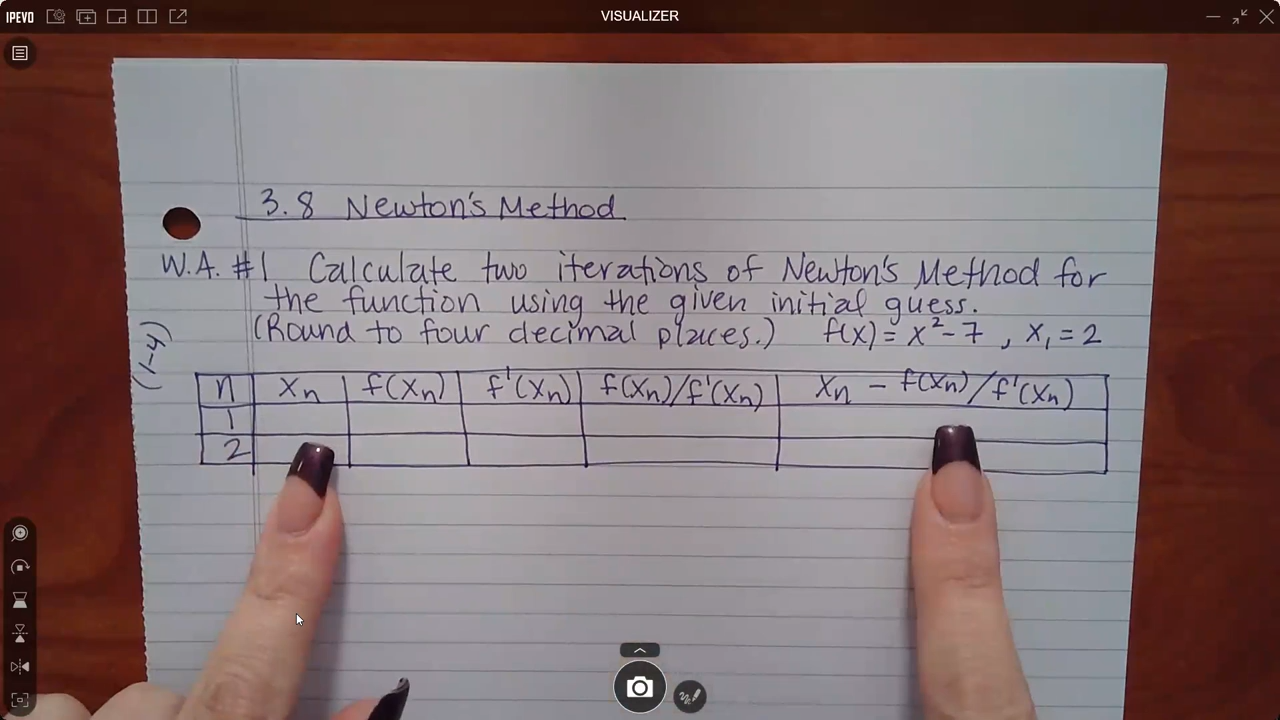 IPEVO
VISUALIZER
3.8 Newton's Method
W.A. #1 Calculate two iterations of Newton's Method for
the function using the given initial guess.
(Round to four decimal places.) f(x) = x² - 7 , x₁ = 2
(1-4)
n xₙ f(xₙ) f'(xₙ) f(xₙ)/f'(xₙ) xₙ - f(xₙ)/f'(xₙ)
1
2